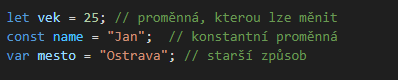 let vek = 25; // proměnná, kterou lze měnit
const name = "Jan";  // konstantní proměnná
var mesto = "Ostrava"; // starší způsob